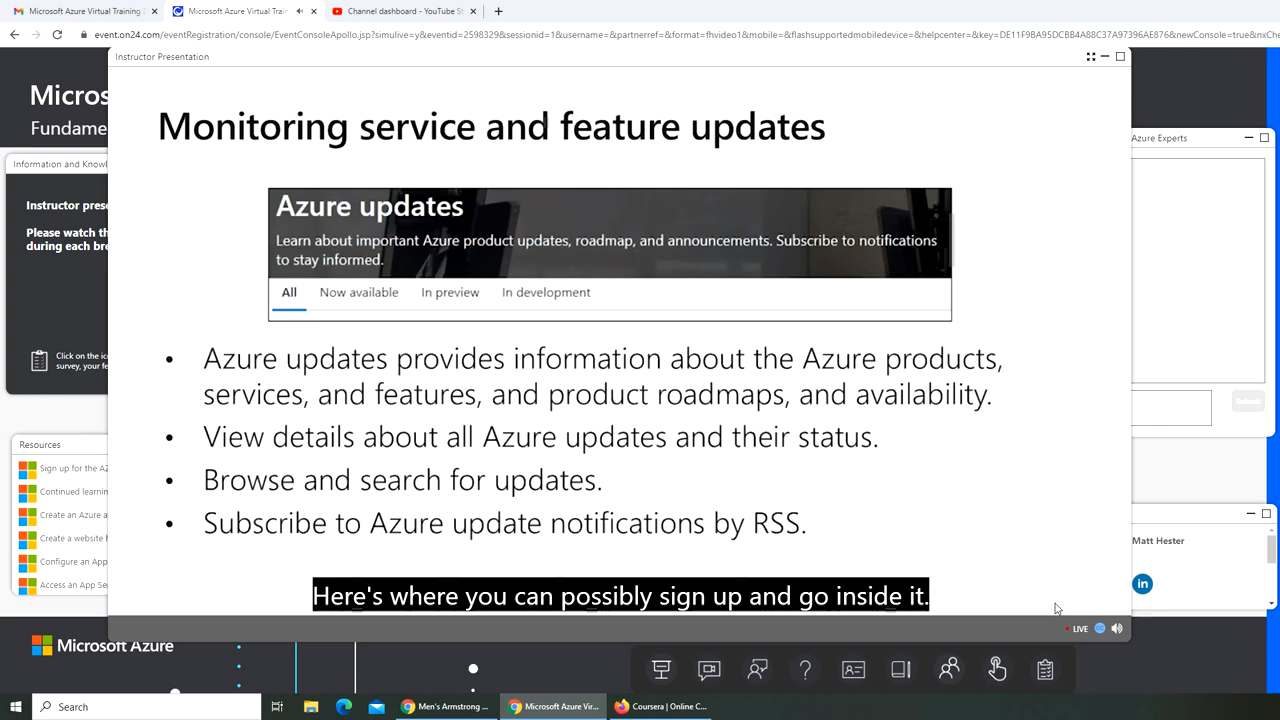 Microsoft Azure Virtual Training
Microsoft Azure Virtual Train
Channel dashboard - YouTube St
event.on24.com/eventRegistration/console/EventConsoleApollo.jsp?simulive=y&eventid=2598329&sessionid=1&username=&partnerref=&format=fhvideo1&mobile=&flashsupportedmobiledevice=&helpcenter=&key=DE11F9BA95DCBB4A88C37A97396AE876&newConsole=true&nxChe
Instructor Presentation
Micros
Fundame
Information and Knowl
Instructor prese
Please watch th
during each bre
Click on the ico
survey, your fe
Resources
Sign up for the AZ
Continued learnin
Create an Azure a
Create a website h
Configure an App
Access an App Se
Monitoring service and feature updates
Azure updates
Learn about important Azure product updates, roadmap, and announcements. Subscribe to notifications
to stay informed.
All Now available In preview In development
• Azure updates provides information about the Azure products,
services, and features, and product roadmaps, and availability.
• View details about all Azure updates and their status.
• Browse and search for updates.
• Subscribe to Azure update notifications by RSS.
Here's where you can possibly sign up and go inside it.
LIVE
CC
Azure Experts
Submit
Matt Hester
in
Microsoft Azure
Search
Men's Armstrong ...
Microsoft Azure Vir...
Coursera | Online C...